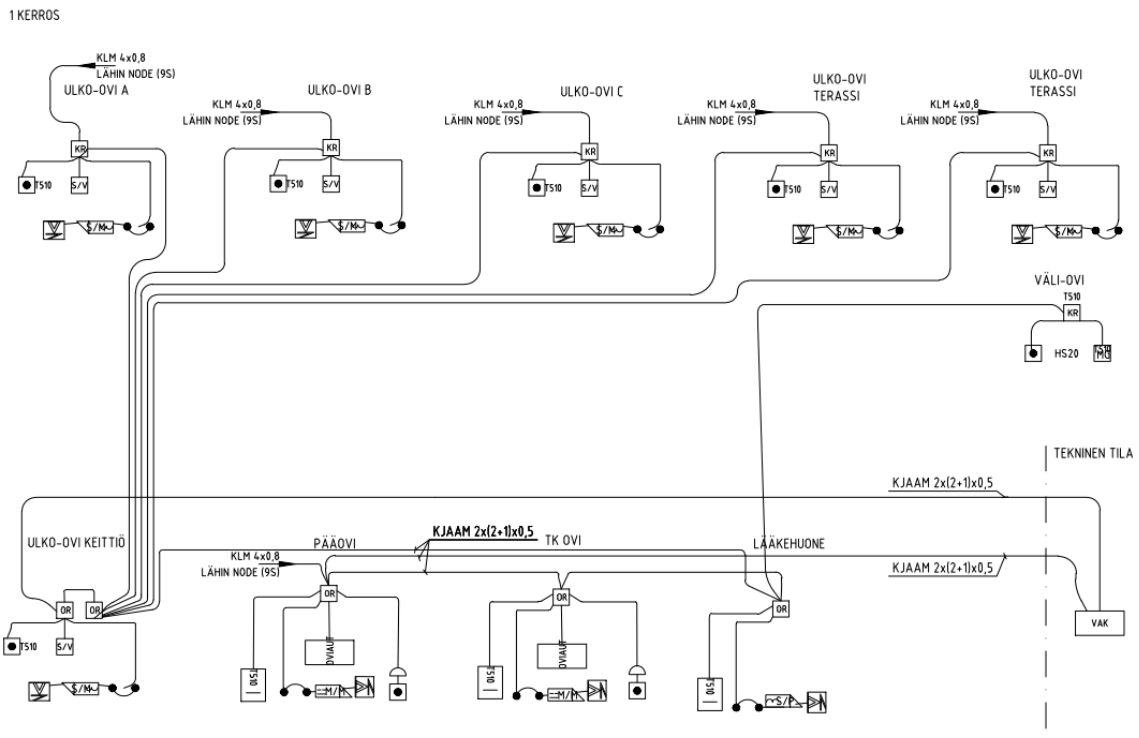 1 KERROS
KLM 4x0,8
LÄHIN NODE (9S)
ULKO-OVI A
KR
T510
S/V
S/M
ULKO-OVI B
KLM 4x0,8
LÄHIN NODE (9S)
KR
T510
S/V
S/M
ULKO-OVI C
KLM 4x0,8
LÄHIN NODE (9S)
KR
T510
S/V
S/M
ULKO-OVI
TERASSI
KLM 4x0,8
LÄHIN NODE (9S)
KR
T510
S/V
S/M
ULKO-OVI
TERASSI
KLM 4x0,8
LÄHIN NODE (9S)
KR
T510
S/V
S/M
VÄLI-OVI
T510
KR
HS20
TEKNINEN TILA
KJAAM 2x(2+1)x0,5
KJAAM 2x(2+1)x0,5
VAK
ULKO-OVI KEITTIÖ
OR
OR
T510
S/V
S/M
KJAAM 2x(2+1)x0,5
PÄÄOVI
KLM 4x0,8
LÄHIN NODE (9S)
OR
T510
OVIAUT
M/M
TK OVI
OR
T510
OVIAUT
M/M
LÄÄKEHUONE
OR
T510